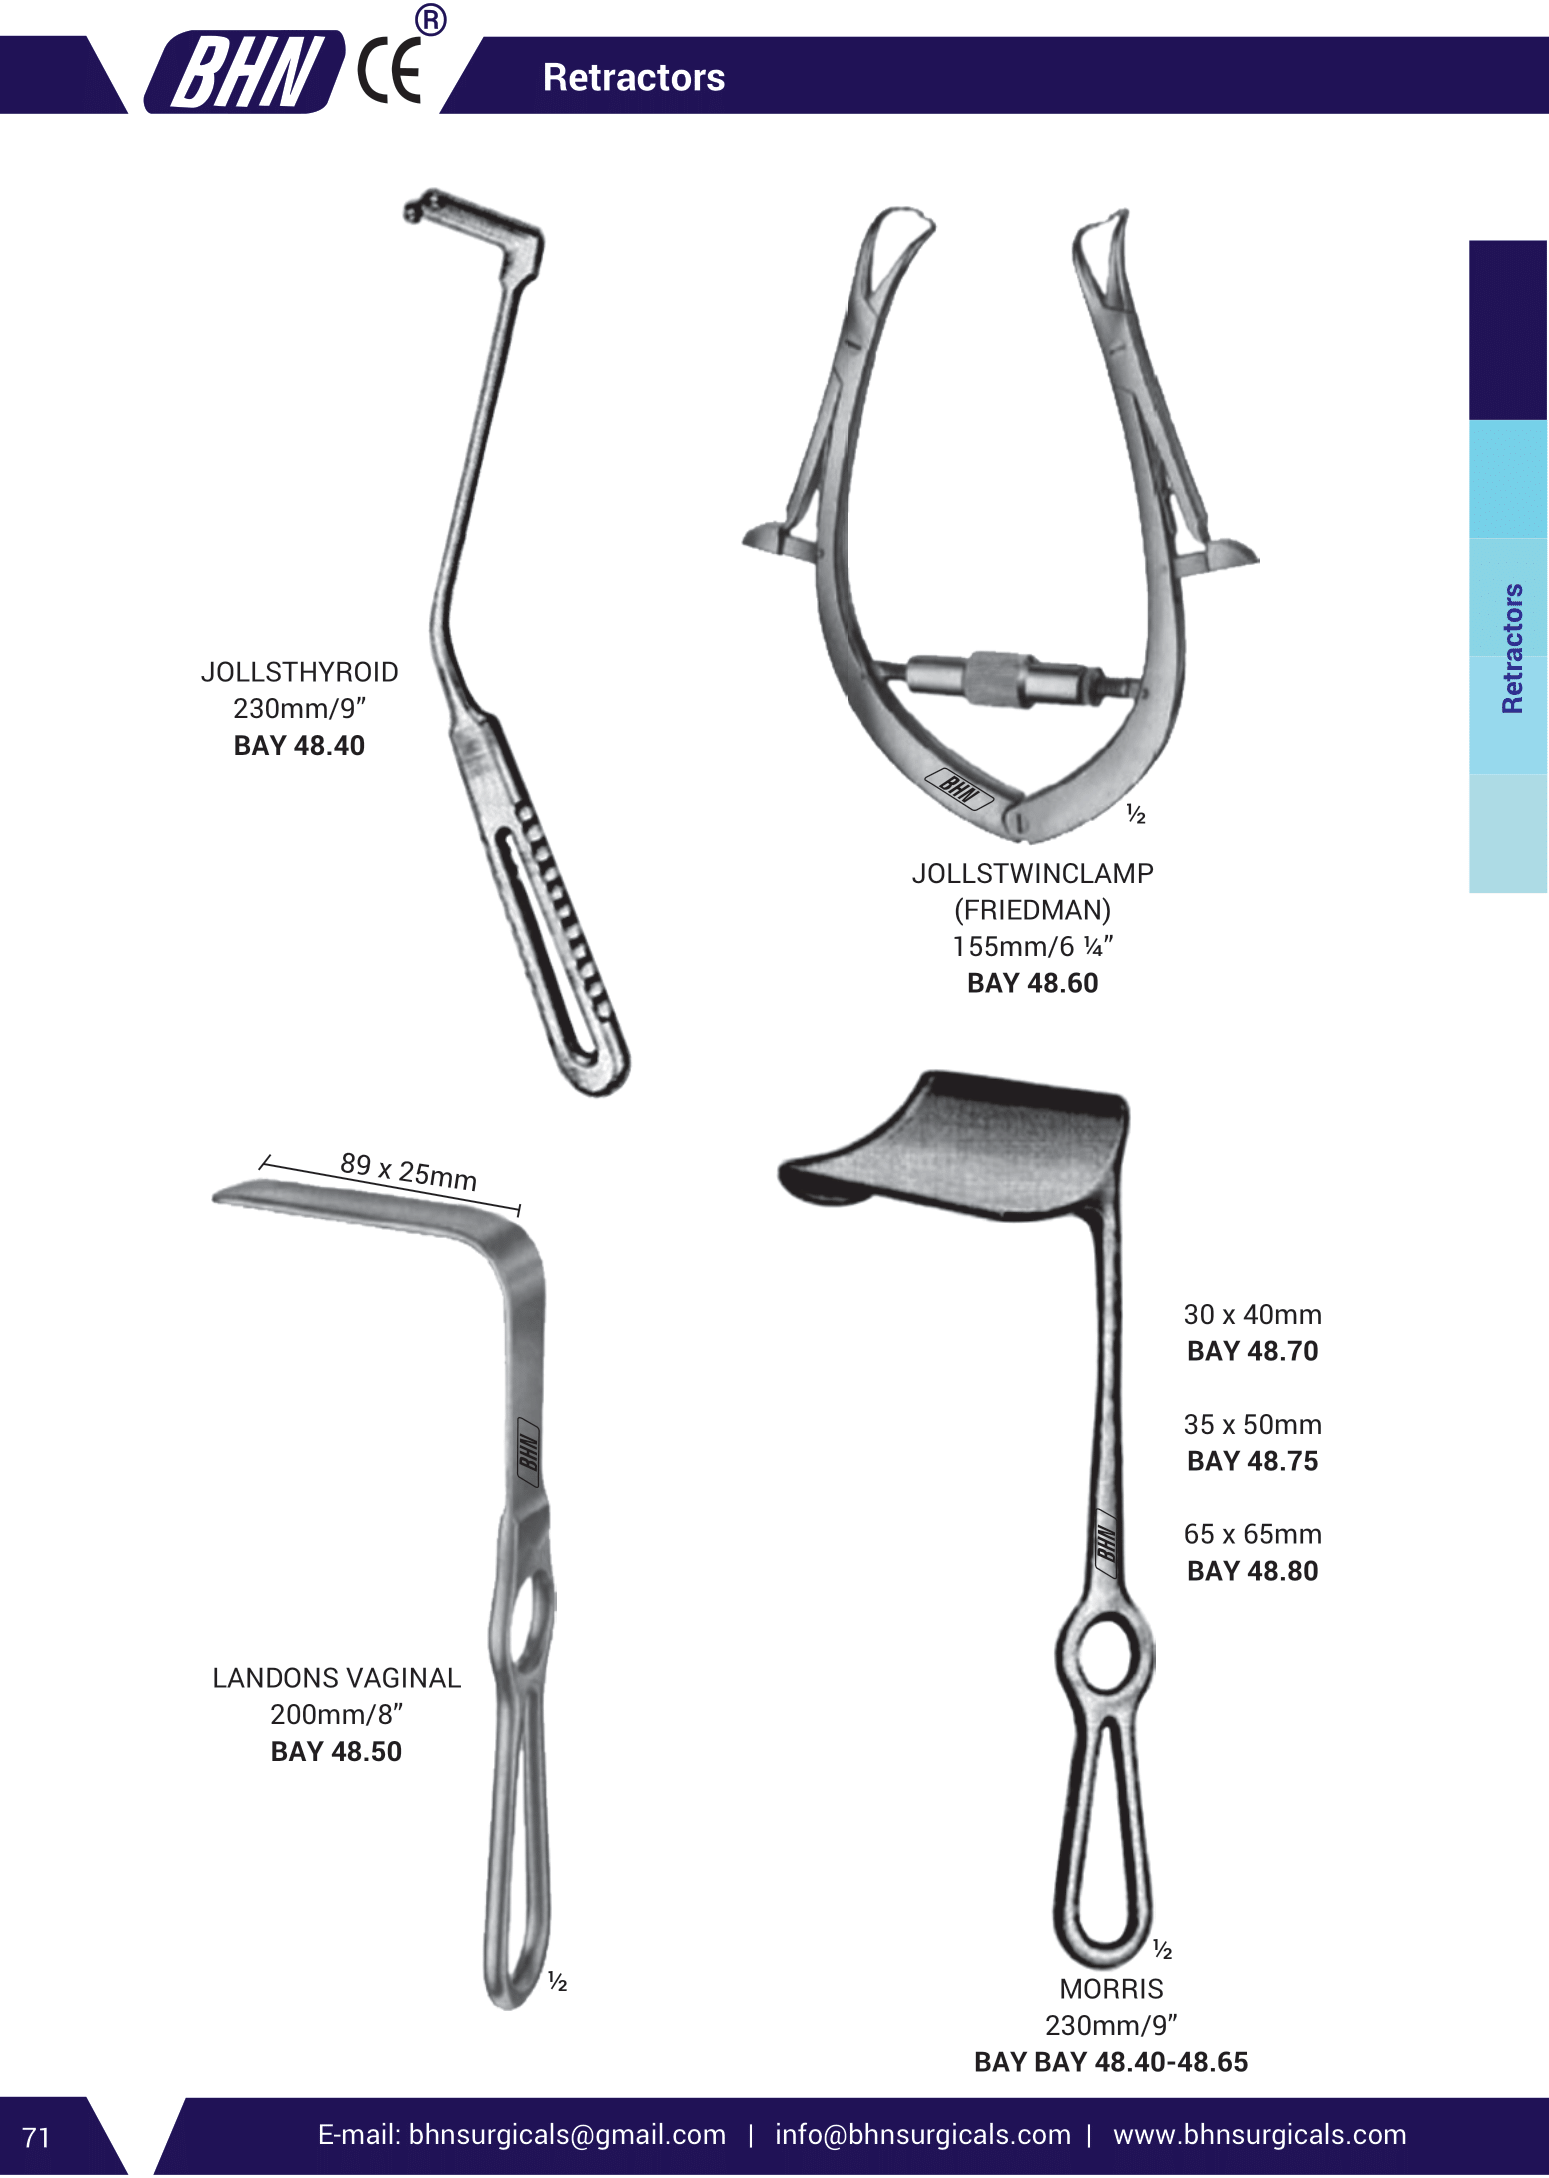 BHN CE ®
Retractors
JOLLSTHYROID
230mm/9”
BAY 48.40
BHN
½
JOLLSTWINCLAMP
(FRIEDMAN)
155mm/6 ¼”
BAY 48.60
Retractors
89 x 25mm
BHN
LANDONS VAGINAL
200mm/8”
BAY 48.50
½
30 x 40mm
BAY 48.70
35 x 50mm
BAY 48.75
65 x 65mm
BAY 48.80
BHN
½
MORRIS
230mm/9”
BAY BAY 48.40-48.65
71
E-mail: bhnsurgicals@gmail.com | info@bhnsurgicals.com | www.bhnsurgicals.com